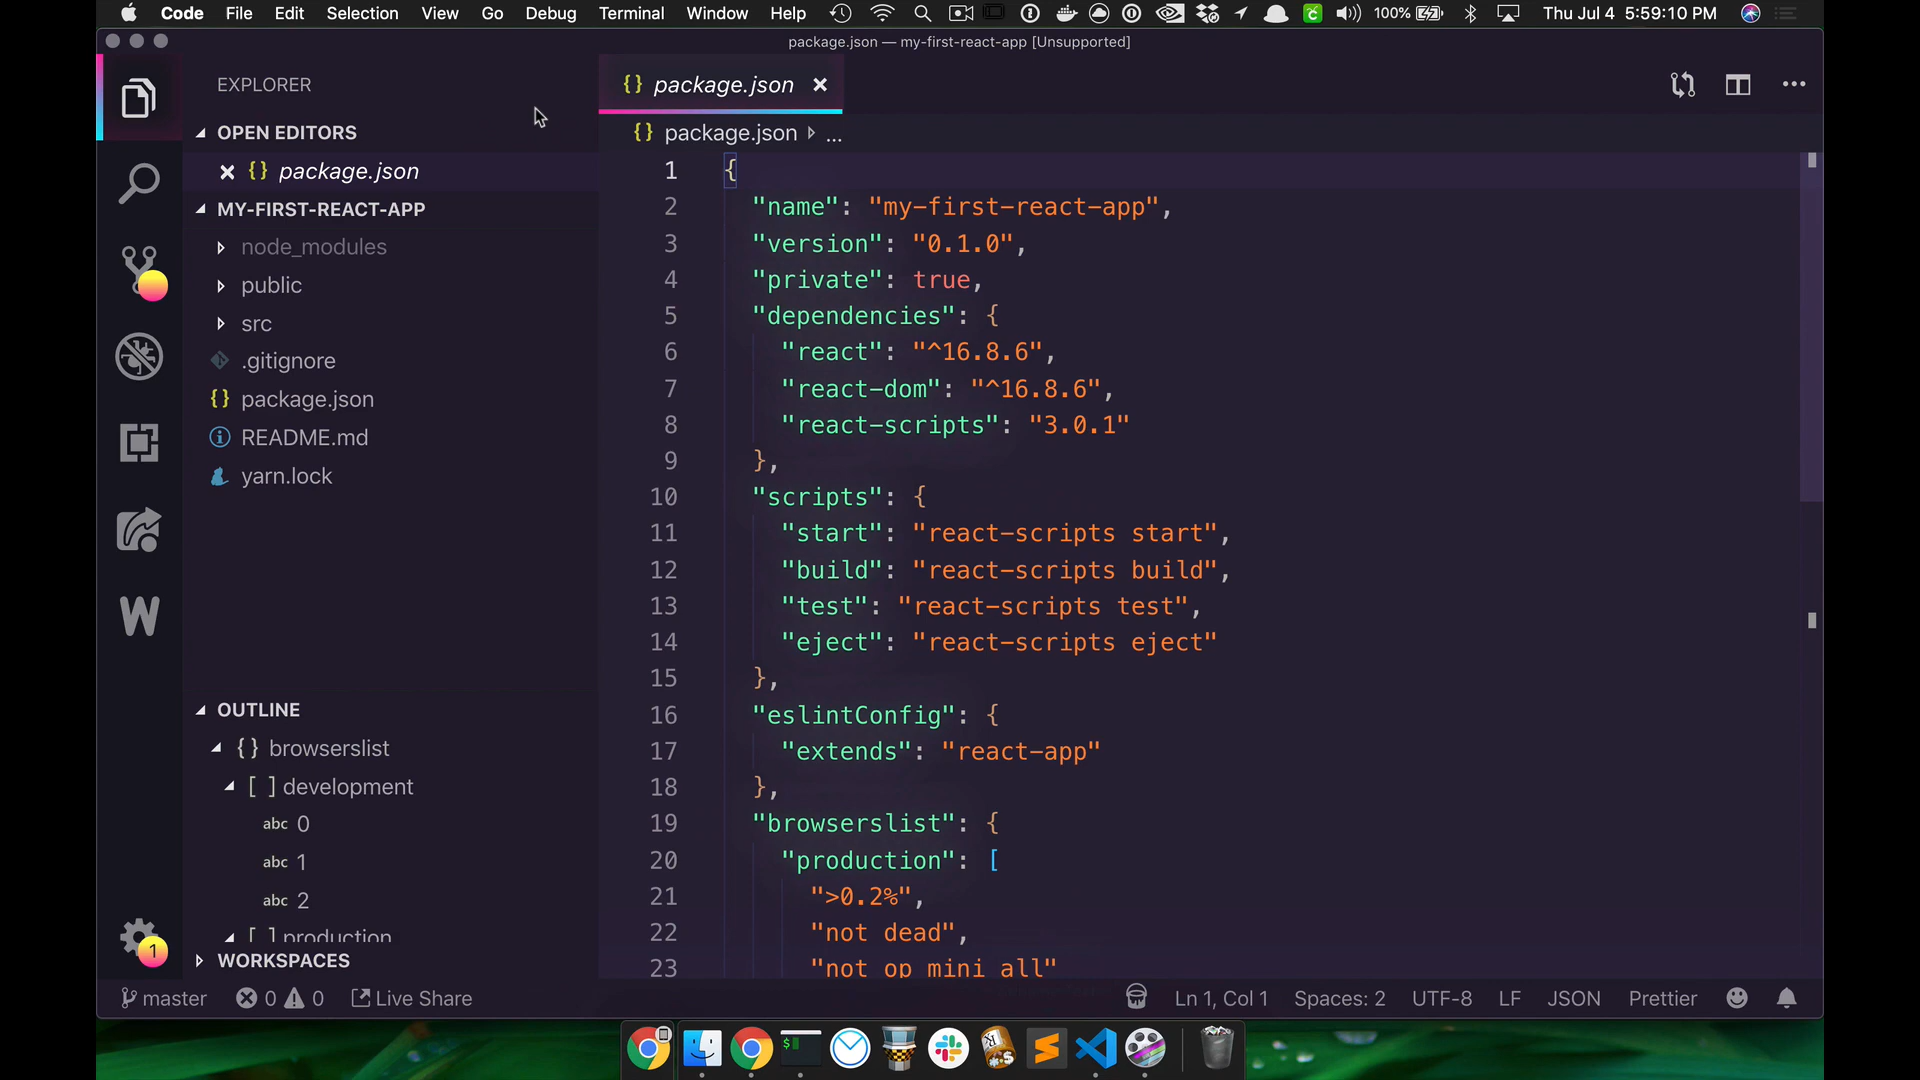 Code File Edit Selection View Go Debug Terminal Window Help 100% Thu Jul 4 5:59:10 PM
package.json — my-first-react-app [Unsupported]
EXPLORER
OPEN EDITORS
{} package.json
MY-FIRST-REACT-APP
node_modules
public
src
.gitignore
{} package.json
README.md
yarn.lock
OUTLINE
{} browserslist
[ ] development
abc 0
abc 1
abc 2
[ ] production
WORKSPACES
W
1
{} package.json
{} package.json ...
1 {
2 "name": "my-first-react-app",
3 "version": "0.1.0",
4 "private": true,
5 "dependencies": {
6 "react": "^16.8.6",
7 "react-dom": "^16.8.6",
8 "react-scripts": "3.0.1"
9 },
10 "scripts": {
11 "start": "react-scripts start",
12 "build": "react-scripts build",
13 "test": "react-scripts test",
14 "eject": "react-scripts eject"
15 },
16 "eslintConfig": {
17 "extends": "react-app"
18 },
19 "browserslist": {
20 "production": [
21 ">0.2%",
22 "not dead",
23 "not op_mini all"
master 0 0 Live Share Ln 1, Col 1 Spaces: 2 UTF-8 LF JSON Prettier